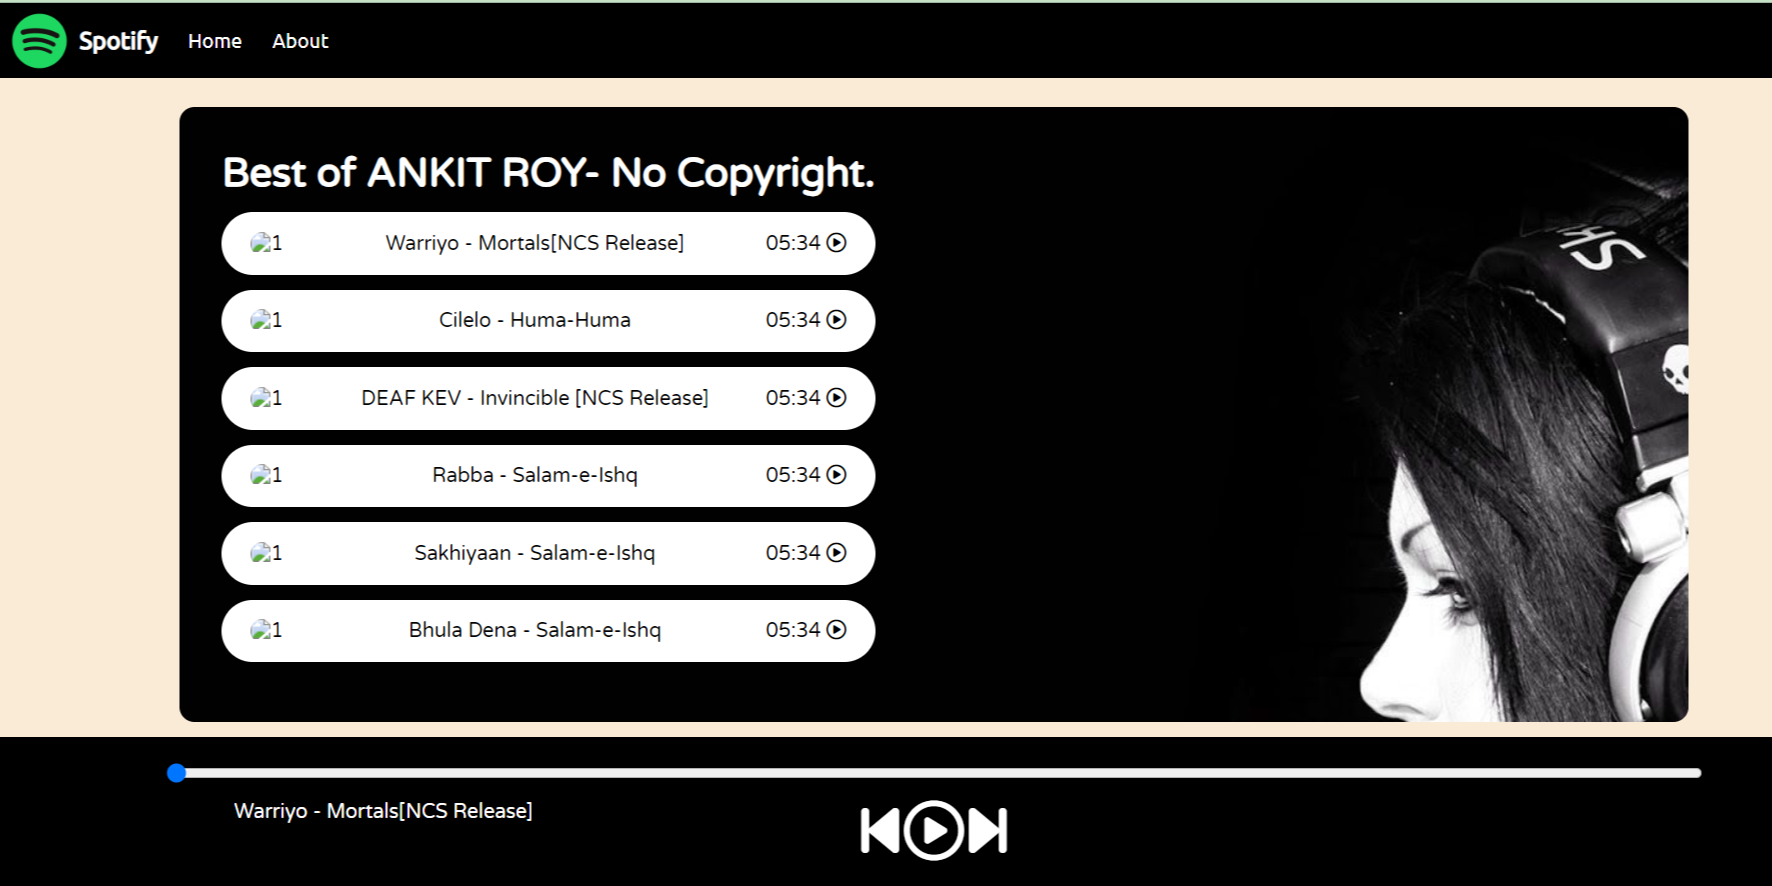 Spotify Home About
Best of ANKIT ROY- No Copyright.
1 Warriyo - Mortals[NCS Release] 05:34
1 Cilelo - Huma-Huma 05:34
1 DEAF KEV - Invincible [NCS Release] 05:34
1 Rabba - Salam-e-Ishq 05:34
1 Sakhiyaan - Salam-e-Ishq 05:34
1 Bhula Dena - Salam-e-Ishq 05:34
Warriyo - Mortals[NCS Release]